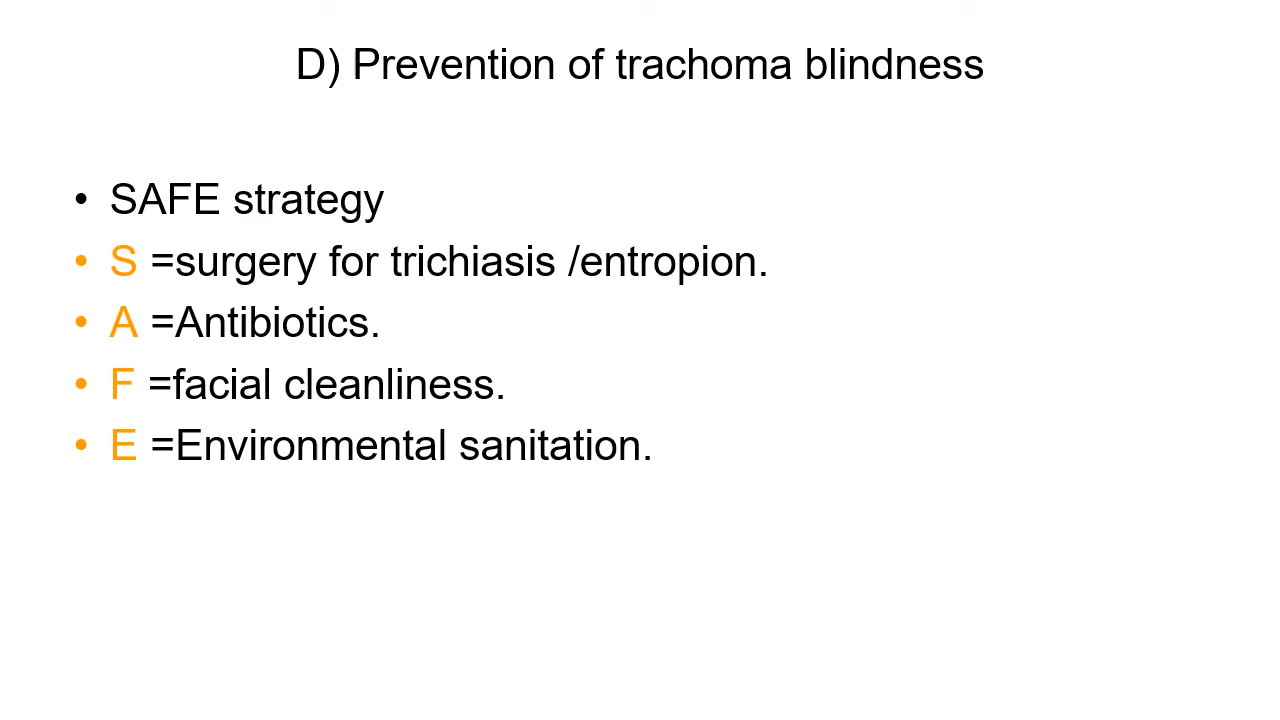 D) Prevention of trachoma blindness
• SAFE strategy
• S =surgery for trichiasis /entropion.
• A =Antibiotics.
• F =facial cleanliness.
• E =Environmental sanitation.